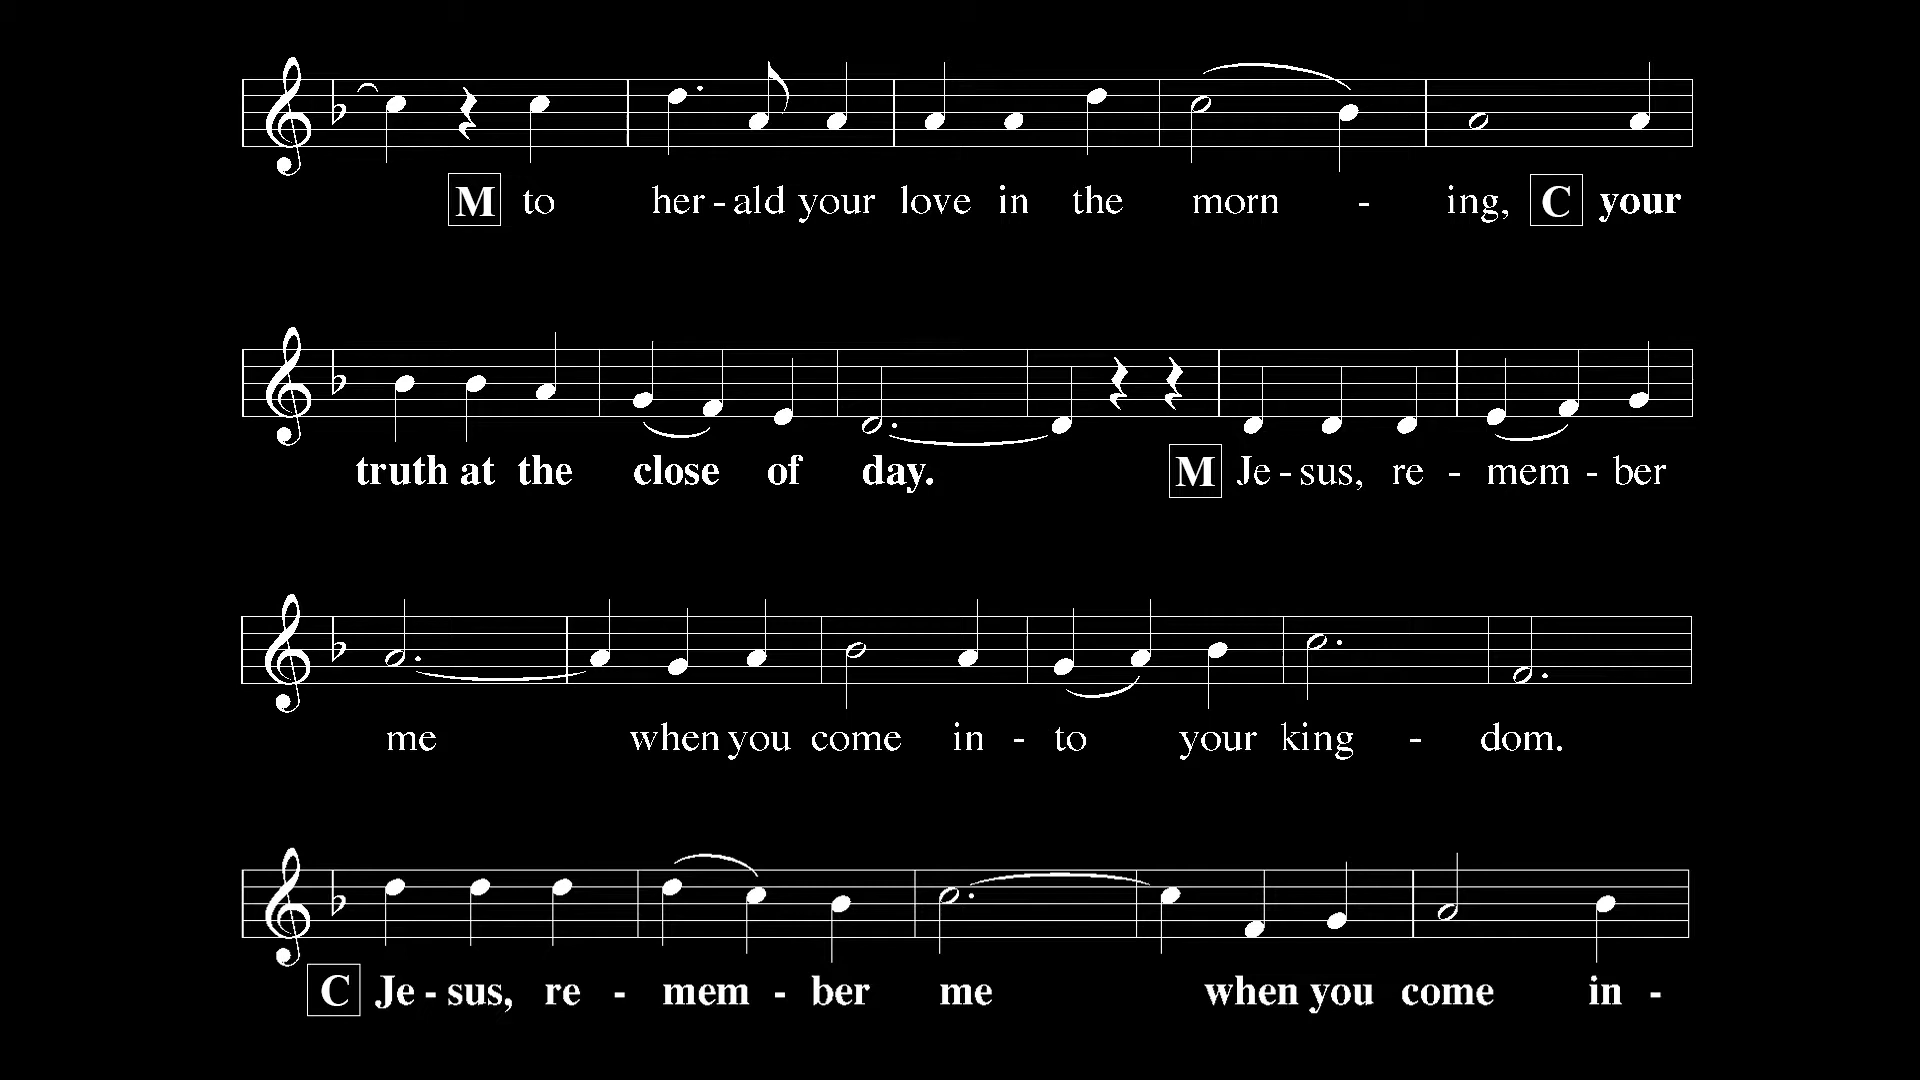 M to her - ald your love in the morn - ing, C your
truth at the close of day. M Je - sus, re - mem - ber
me when you come in - to your king - dom.
C Je - sus, re - mem - ber me when you come in -